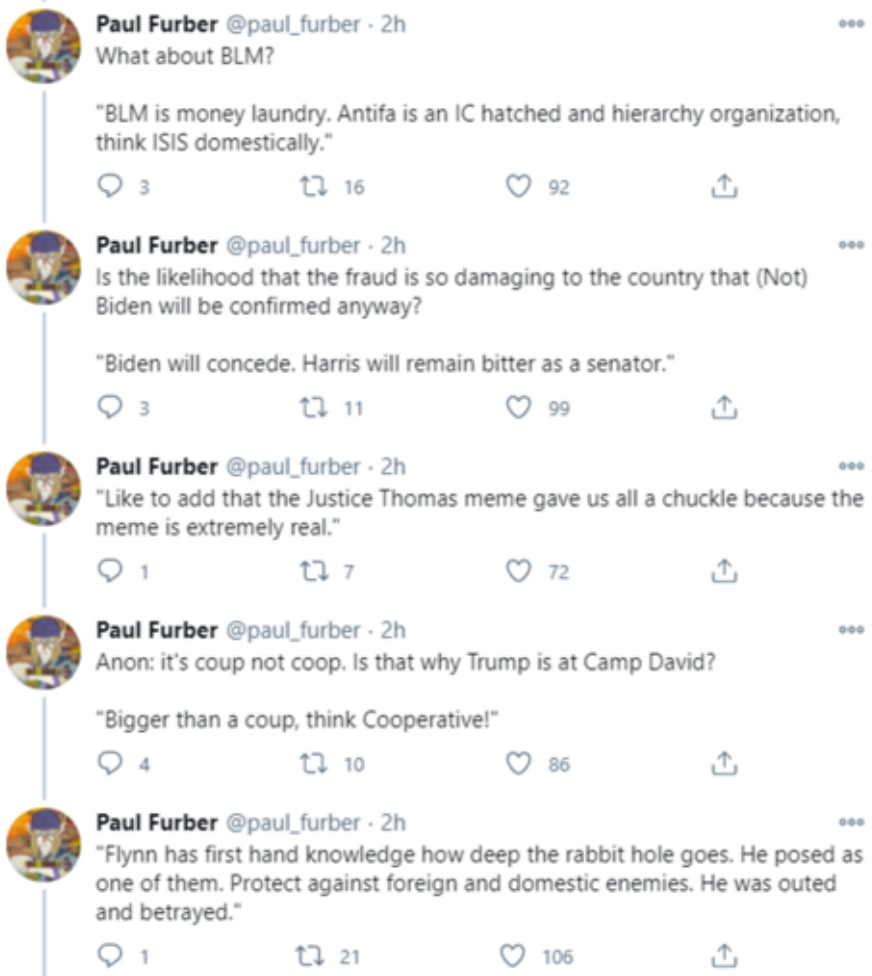 Paul Furber @paul_furber · 2h
What about BLM?
"BLM is money laundry. Antifa is an IC hatched and hierarchy organization,
think ISIS domestically."
3 16 92
Paul Furber @paul_furber · 2h
Is the likelihood that the fraud is so damaging to the country that (Not)
Biden will be confirmed anyway?
"Biden will concede. Harris will remain bitter as a senator."
3 11 99
Paul Furber @paul_furber · 2h
"Like to add that the Justice Thomas meme gave us all a chuckle because the
meme is extremely real."
1 7 72
Paul Furber @paul_furber · 2h
Anon: it's coup not coop. Is that why Trump is at Camp David?
"Bigger than a coup, think Cooperative!"
4 10 86
Paul Furber @paul_furber · 2h
"Flynn has first hand knowledge how deep the rabbit hole goes. He posed as
one of them. Protect against foreign and domestic enemies. He was outed
and betrayed."
1 21 106